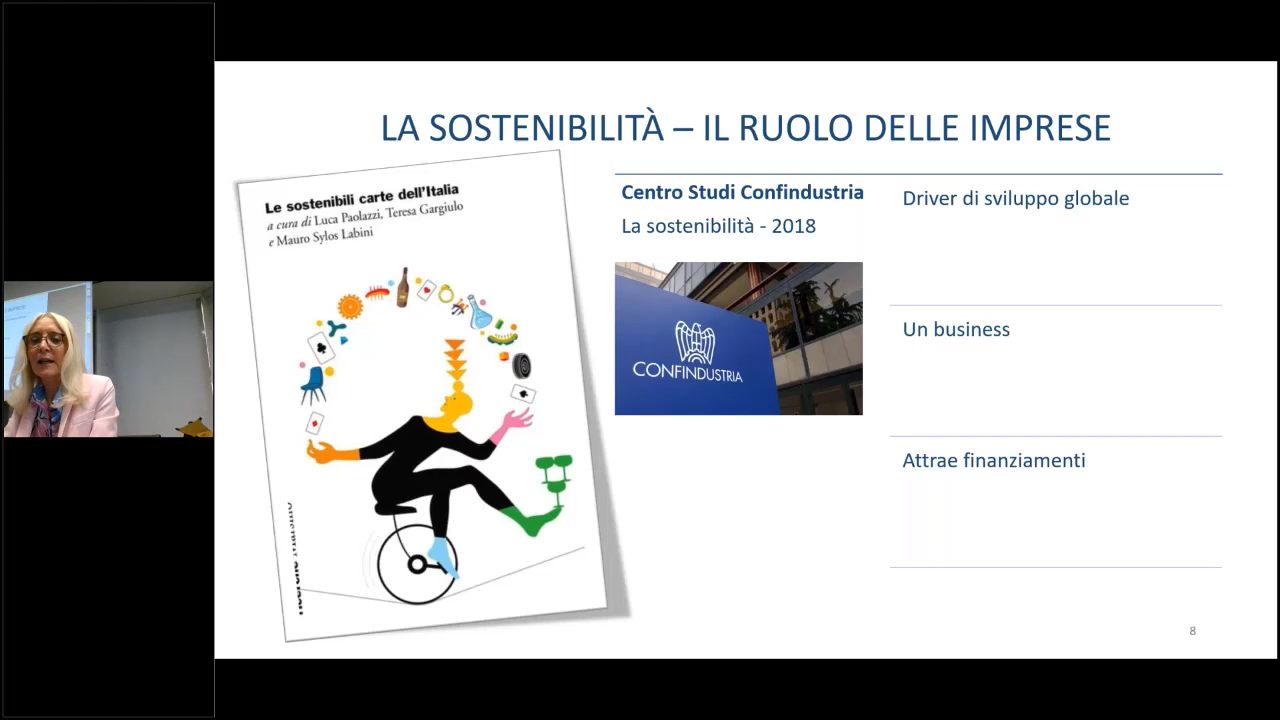 LA SOSTENIBILITÀ – IL RUOLO DELLE IMPRESE
Le sostenibili carte dell'Italia
a cura di Luca Paolazzi, Teresa Gargiulo
e Mauro Sylos Labini
Centro Studi Confindustria
La sostenibilità - 2018
CONFINDUSTRIA
Driver di sviluppo globale
Un business
Attrae finanziamenti
8